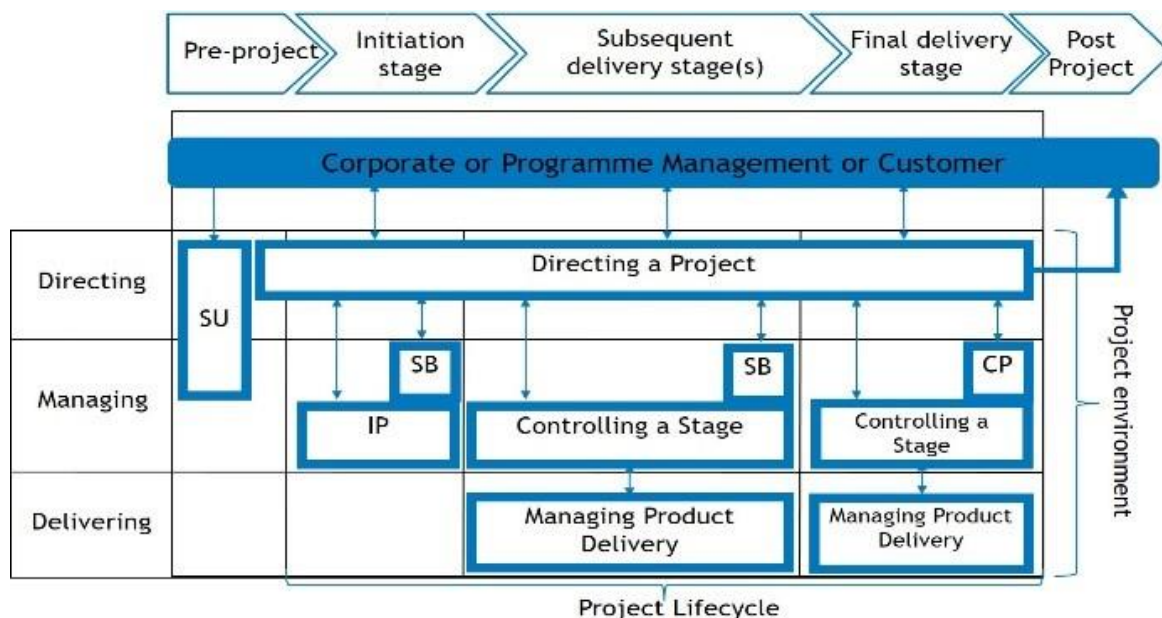 Pre-project
Initiation
stage
Subsequent
delivery stage(s)
Final delivery
stage
Post
Project
Corporate or Programme Management or Customer
Directing
SU
Directing a Project
Managing
SB
IP
SB
Controlling a Stage
CP
Controlling a
Stage
Delivering
Managing Product
Delivery
Managing Product
Delivery
Project environment
Project Lifecycle